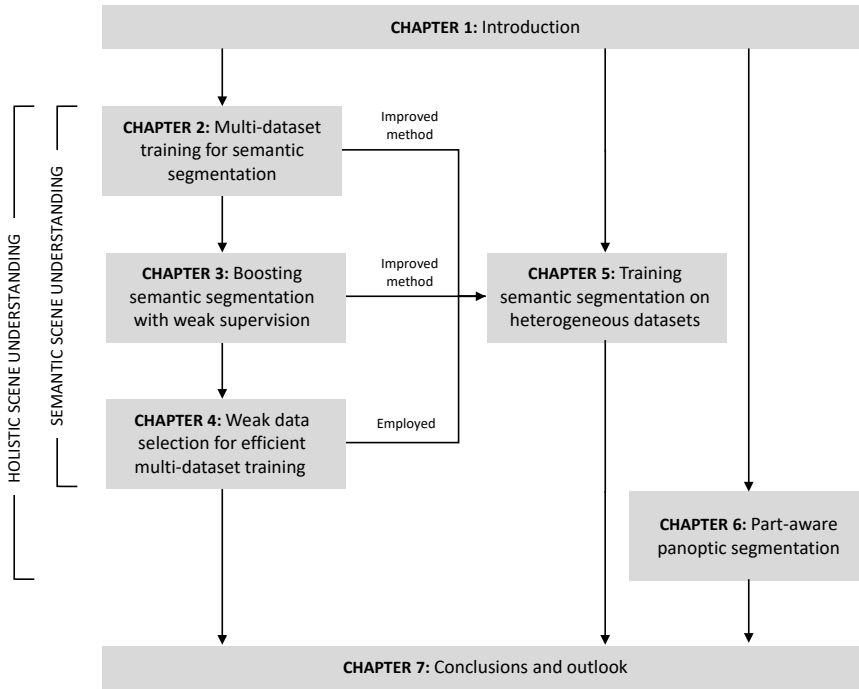 CHAPTER 1: Introduction
HOLISTIC SCENE UNDERSTANDING
SEMANTIC SCENE UNDERSTANDING
CHAPTER 2: Multi-dataset
training for semantic
segmentation
Improved
method
CHAPTER 3: Boosting
semantic segmentation
with weak supervision
Improved
method
CHAPTER 5: Training
semantic segmentation on
heterogeneous datasets
CHAPTER 4: Weak data
selection for efficient
multi-dataset training
Employed
CHAPTER 6: Part-aware
panoptic segmentation
CHAPTER 7: Conclusions and outlook